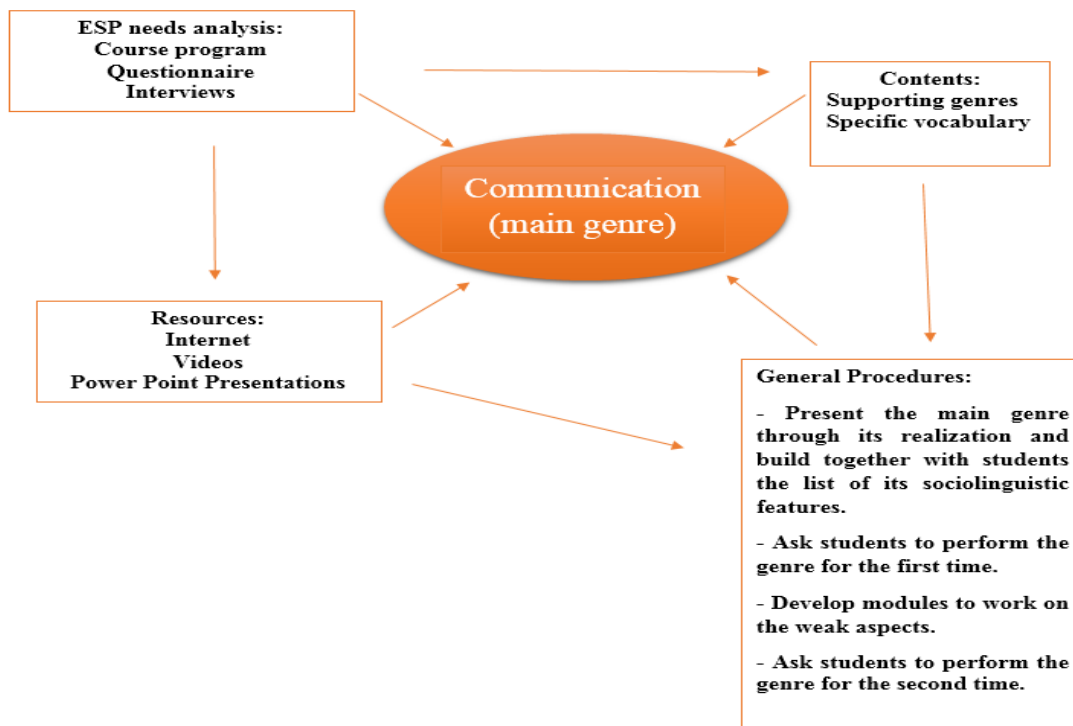 ESP needs analysis:
Course program
Questionnaire
Interviews
Contents:
Supporting genres
Specific vocabulary
Communication
(main genre)
Resources:
Internet
Videos
Power Point Presentations
General Procedures:
- Present the main genre
through its realization and
build together with students
the list of its sociolinguistic
features.
- Ask students to perform the
genre for the first time.
- Develop modules to work on
the weak aspects.
- Ask students to perform the
genre for the second time.